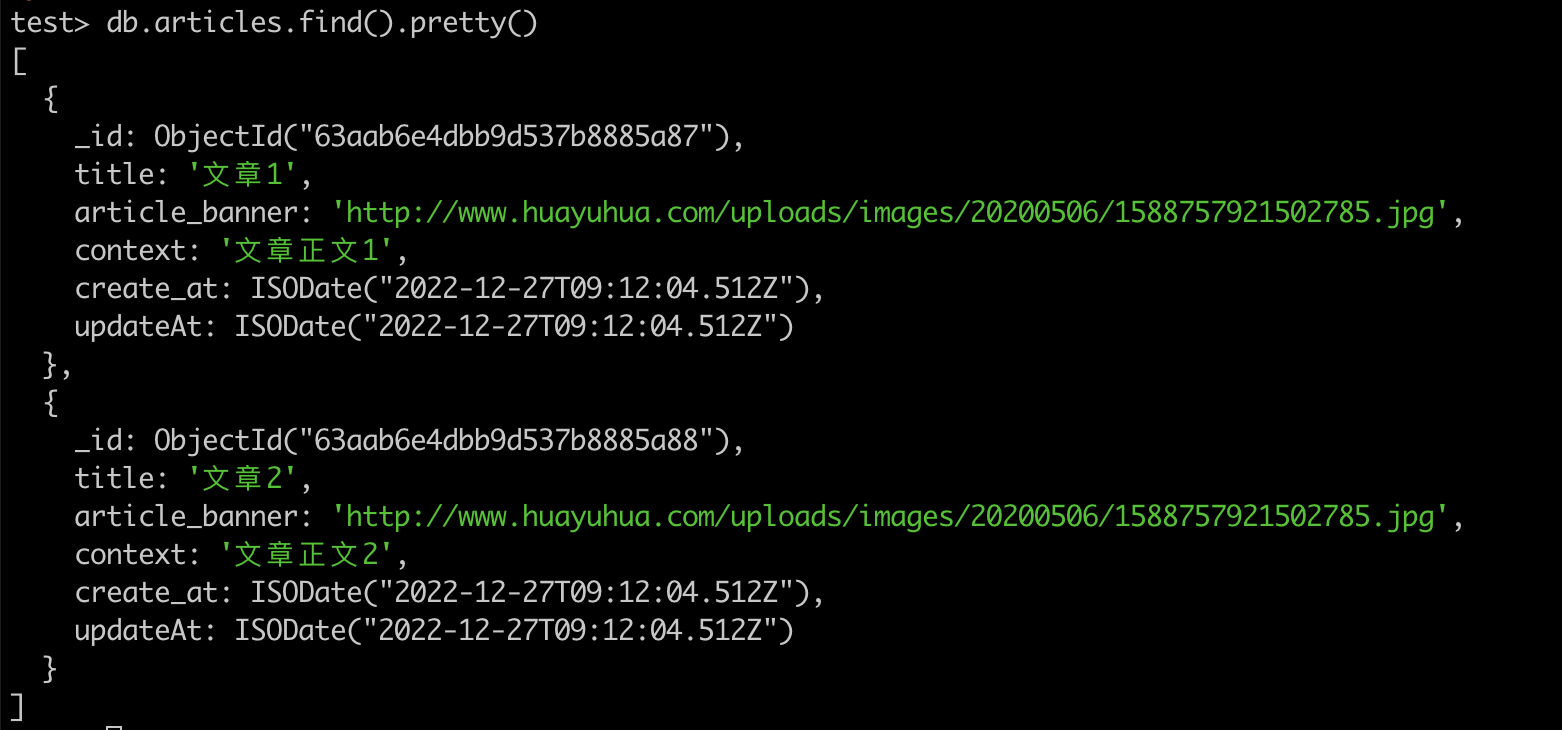 test> db.articles.find().pretty()
[
  {
    _id: ObjectId("63aab6e4dbb9d537b8885a87"),
    title: '文章1',
    article_banner: 'http://www.huayuhua.com/uploads/images/20200506/1588757921502785.jpg',
    context: '文章正文1',
    create_at: ISODate("2022-12-27T09:12:04.512Z"),
    updateAt: ISODate("2022-12-27T09:12:04.512Z")
  },
  {
    _id: ObjectId("63aab6e4dbb9d537b8885a88"),
    title: '文章2',
    article_banner: 'http://www.huayuhua.com/uploads/images/20200506/1588757921502785.jpg',
    context: '文章正文2',
    create_at: ISODate("2022-12-27T09:12:04.512Z"),
    updateAt: ISODate("2022-12-27T09:12:04.512Z")
  }
]